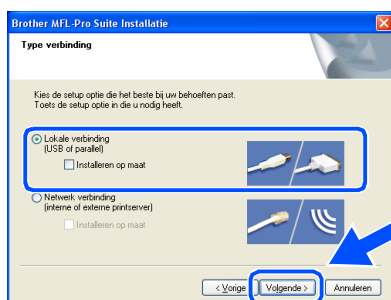 Brother MFL-Pro Suite Installatie
Type verbinding
Kies de setup optie die het beste bij uw behoeften past.
Toets de setup optie in die u nodig heeft.
Lokale verbinding
(USB of parallel)
Installeren op maat
Netwerk verbinding
(interne of externe printserver)
Installeren op maat
< Vorige
Volgende >
Annuleren